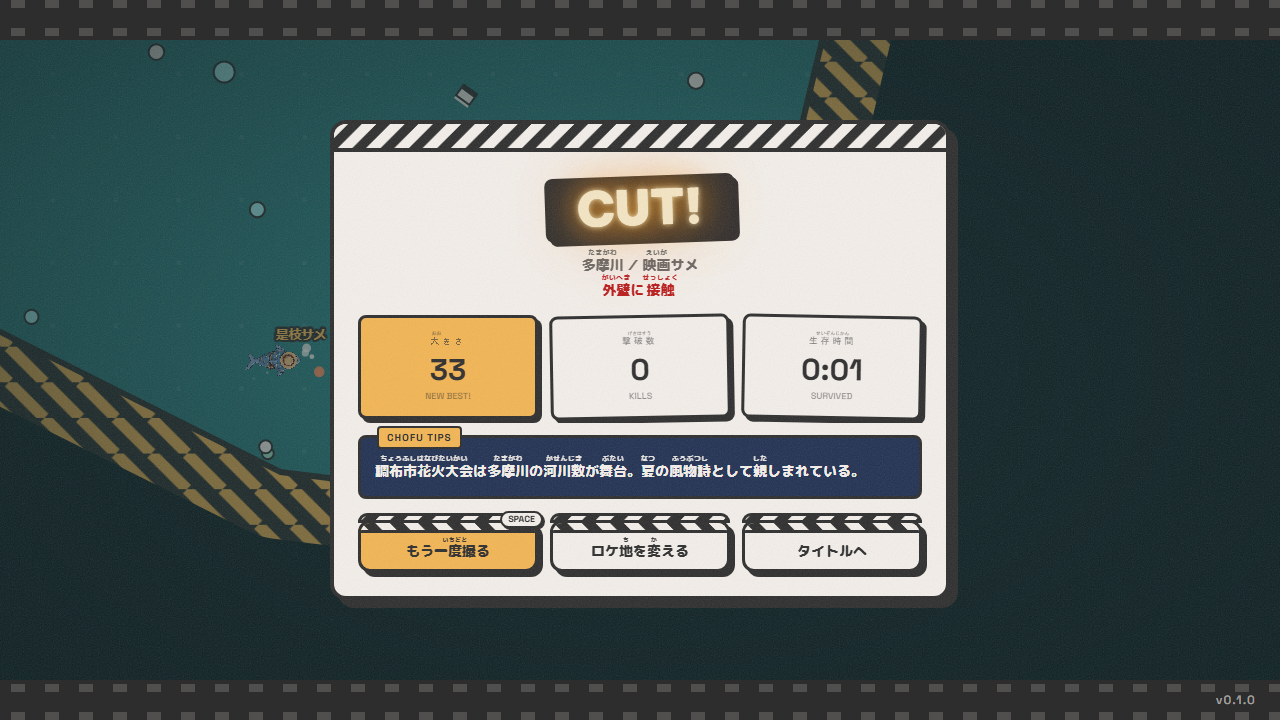 CUT!
たまがわ えいが
多摩川 / 映画サメ
がいへき せっしょく
外壁に接触
是枝サメ
おお
大きさ
33
NEW BEST!
げきはすう
撃破数
0
KILLS
せいぞんじかん
生存時間
0:01
SURVIVED
CHOFU TIPS
ちょうふしはなびたいかい たまがわ かせんじき ぶたい なつ ふうぶつし した
調布市花火大会は多摩川の河川敷が舞台。夏の風物詩として親しまれている。
SPACE
いちどと
もう一度撮る
ち か
ロケ地を変える
タイトルへ
v0.1.0